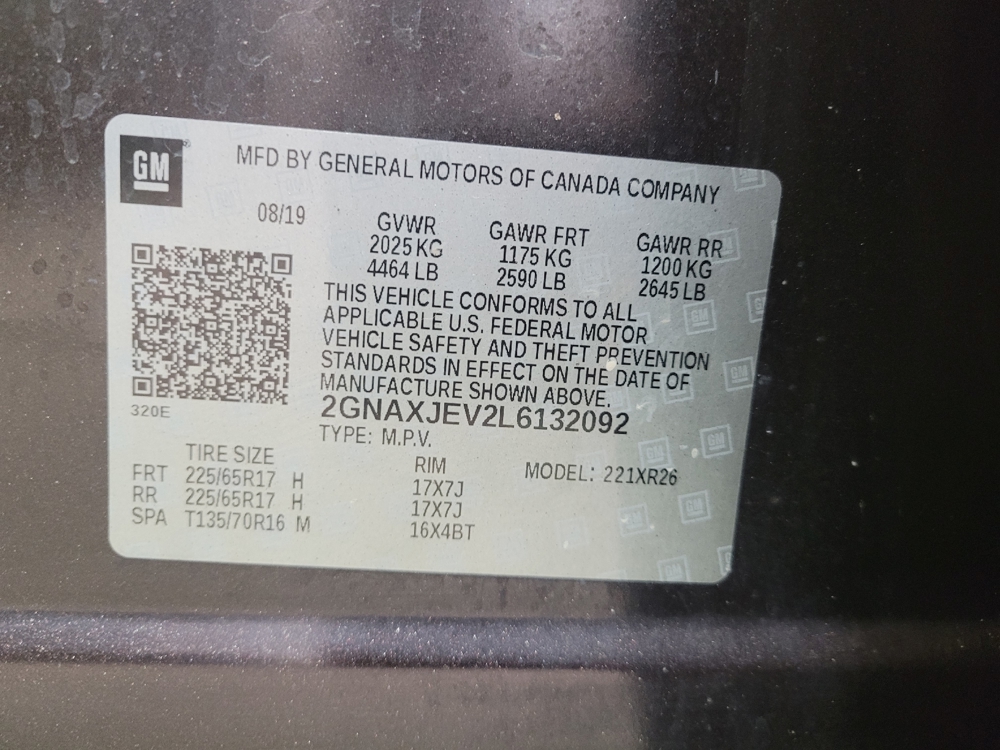 GM
MFD BY GENERAL MOTORS OF CANADA COMPANY
08/19
GVWR GAWR FRT GAWR RR
2025 KG 1175 KG 1200 KG
4464 LB 2590 LB 2645 LB
THIS VEHICLE CONFORMS TO ALL
APPLICABLE U.S. FEDERAL MOTOR
VEHICLE SAFETY AND THEFT PREVENTION
STANDARDS IN EFFECT ON THE DATE OF
MANUFACTURE SHOWN ABOVE.
320E
2GNAXJEV2L6132092
TYPE: M.P.V.
TIRE SIZE RIM MODEL: 221XR26
FRT 225/65R17 H 17X7J
RR 225/65R17 H 17X7J
SPA T135/70R16 M 16X4BT